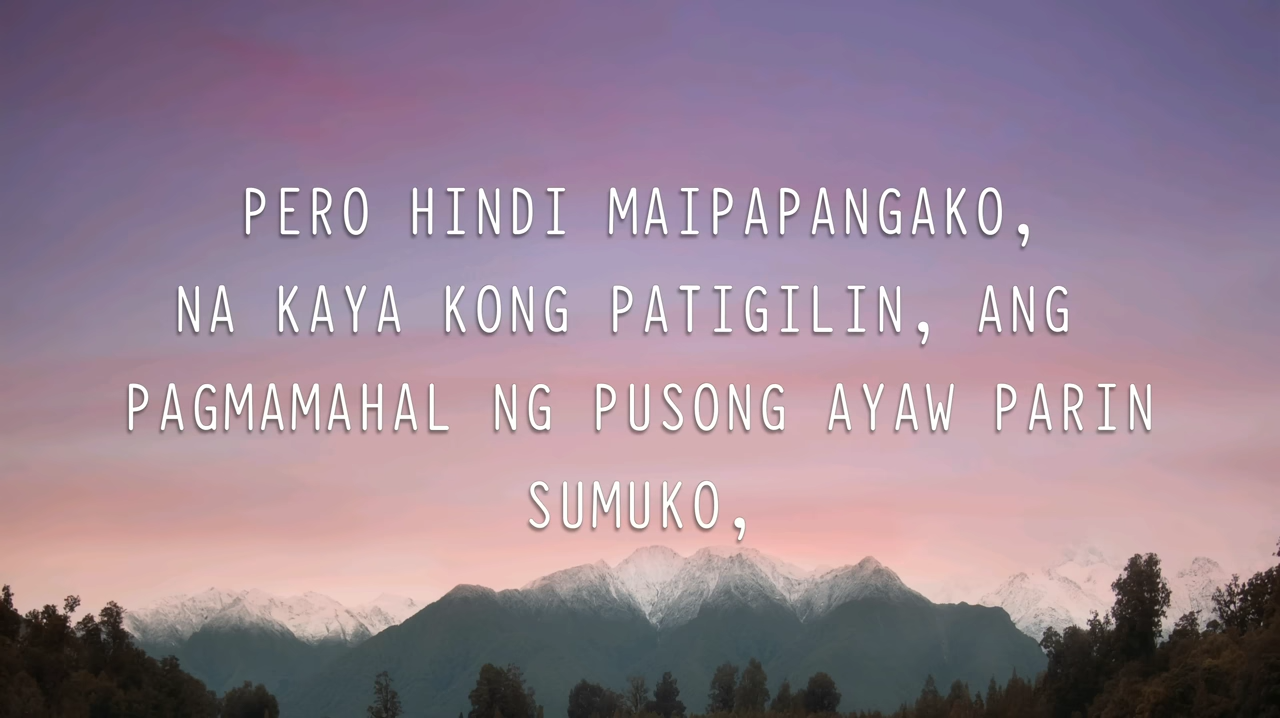 PERO HINDI MAIPAPANGAKO,
NA KAYA KONG PATIGILIN, ANG
PAGMAMAHAL NG PUSONG AYAW PARIN
SUMUKO,